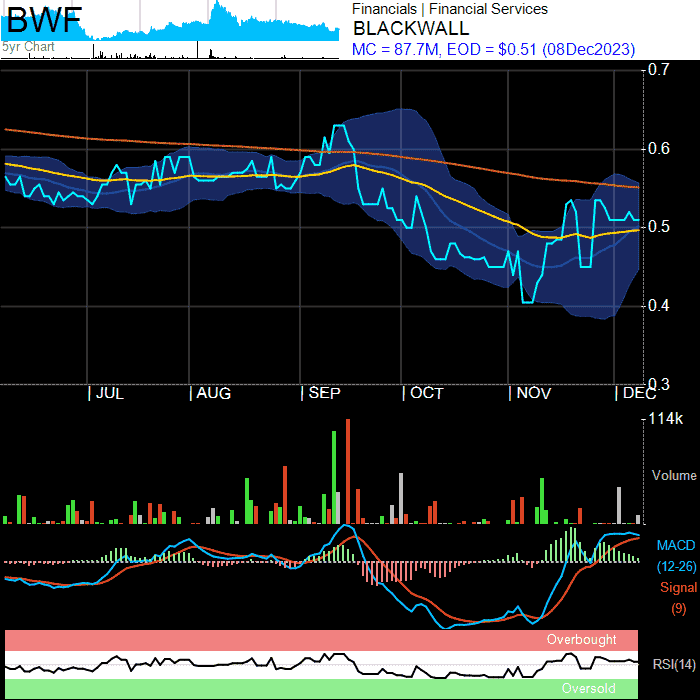 BWF
Financials | Financial Services
BLACKWALL
5yr Chart
MC = 87.7M, EOD = $0.51 (08Dec2023)
0.7
0.6
0.5
0.4
0.3
| JUL | AUG | SEP | OCT | NOV | DEC
114k
Volume
MACD
(12-26)
Signal
(9)
Overbought
RSI(14)
Oversold